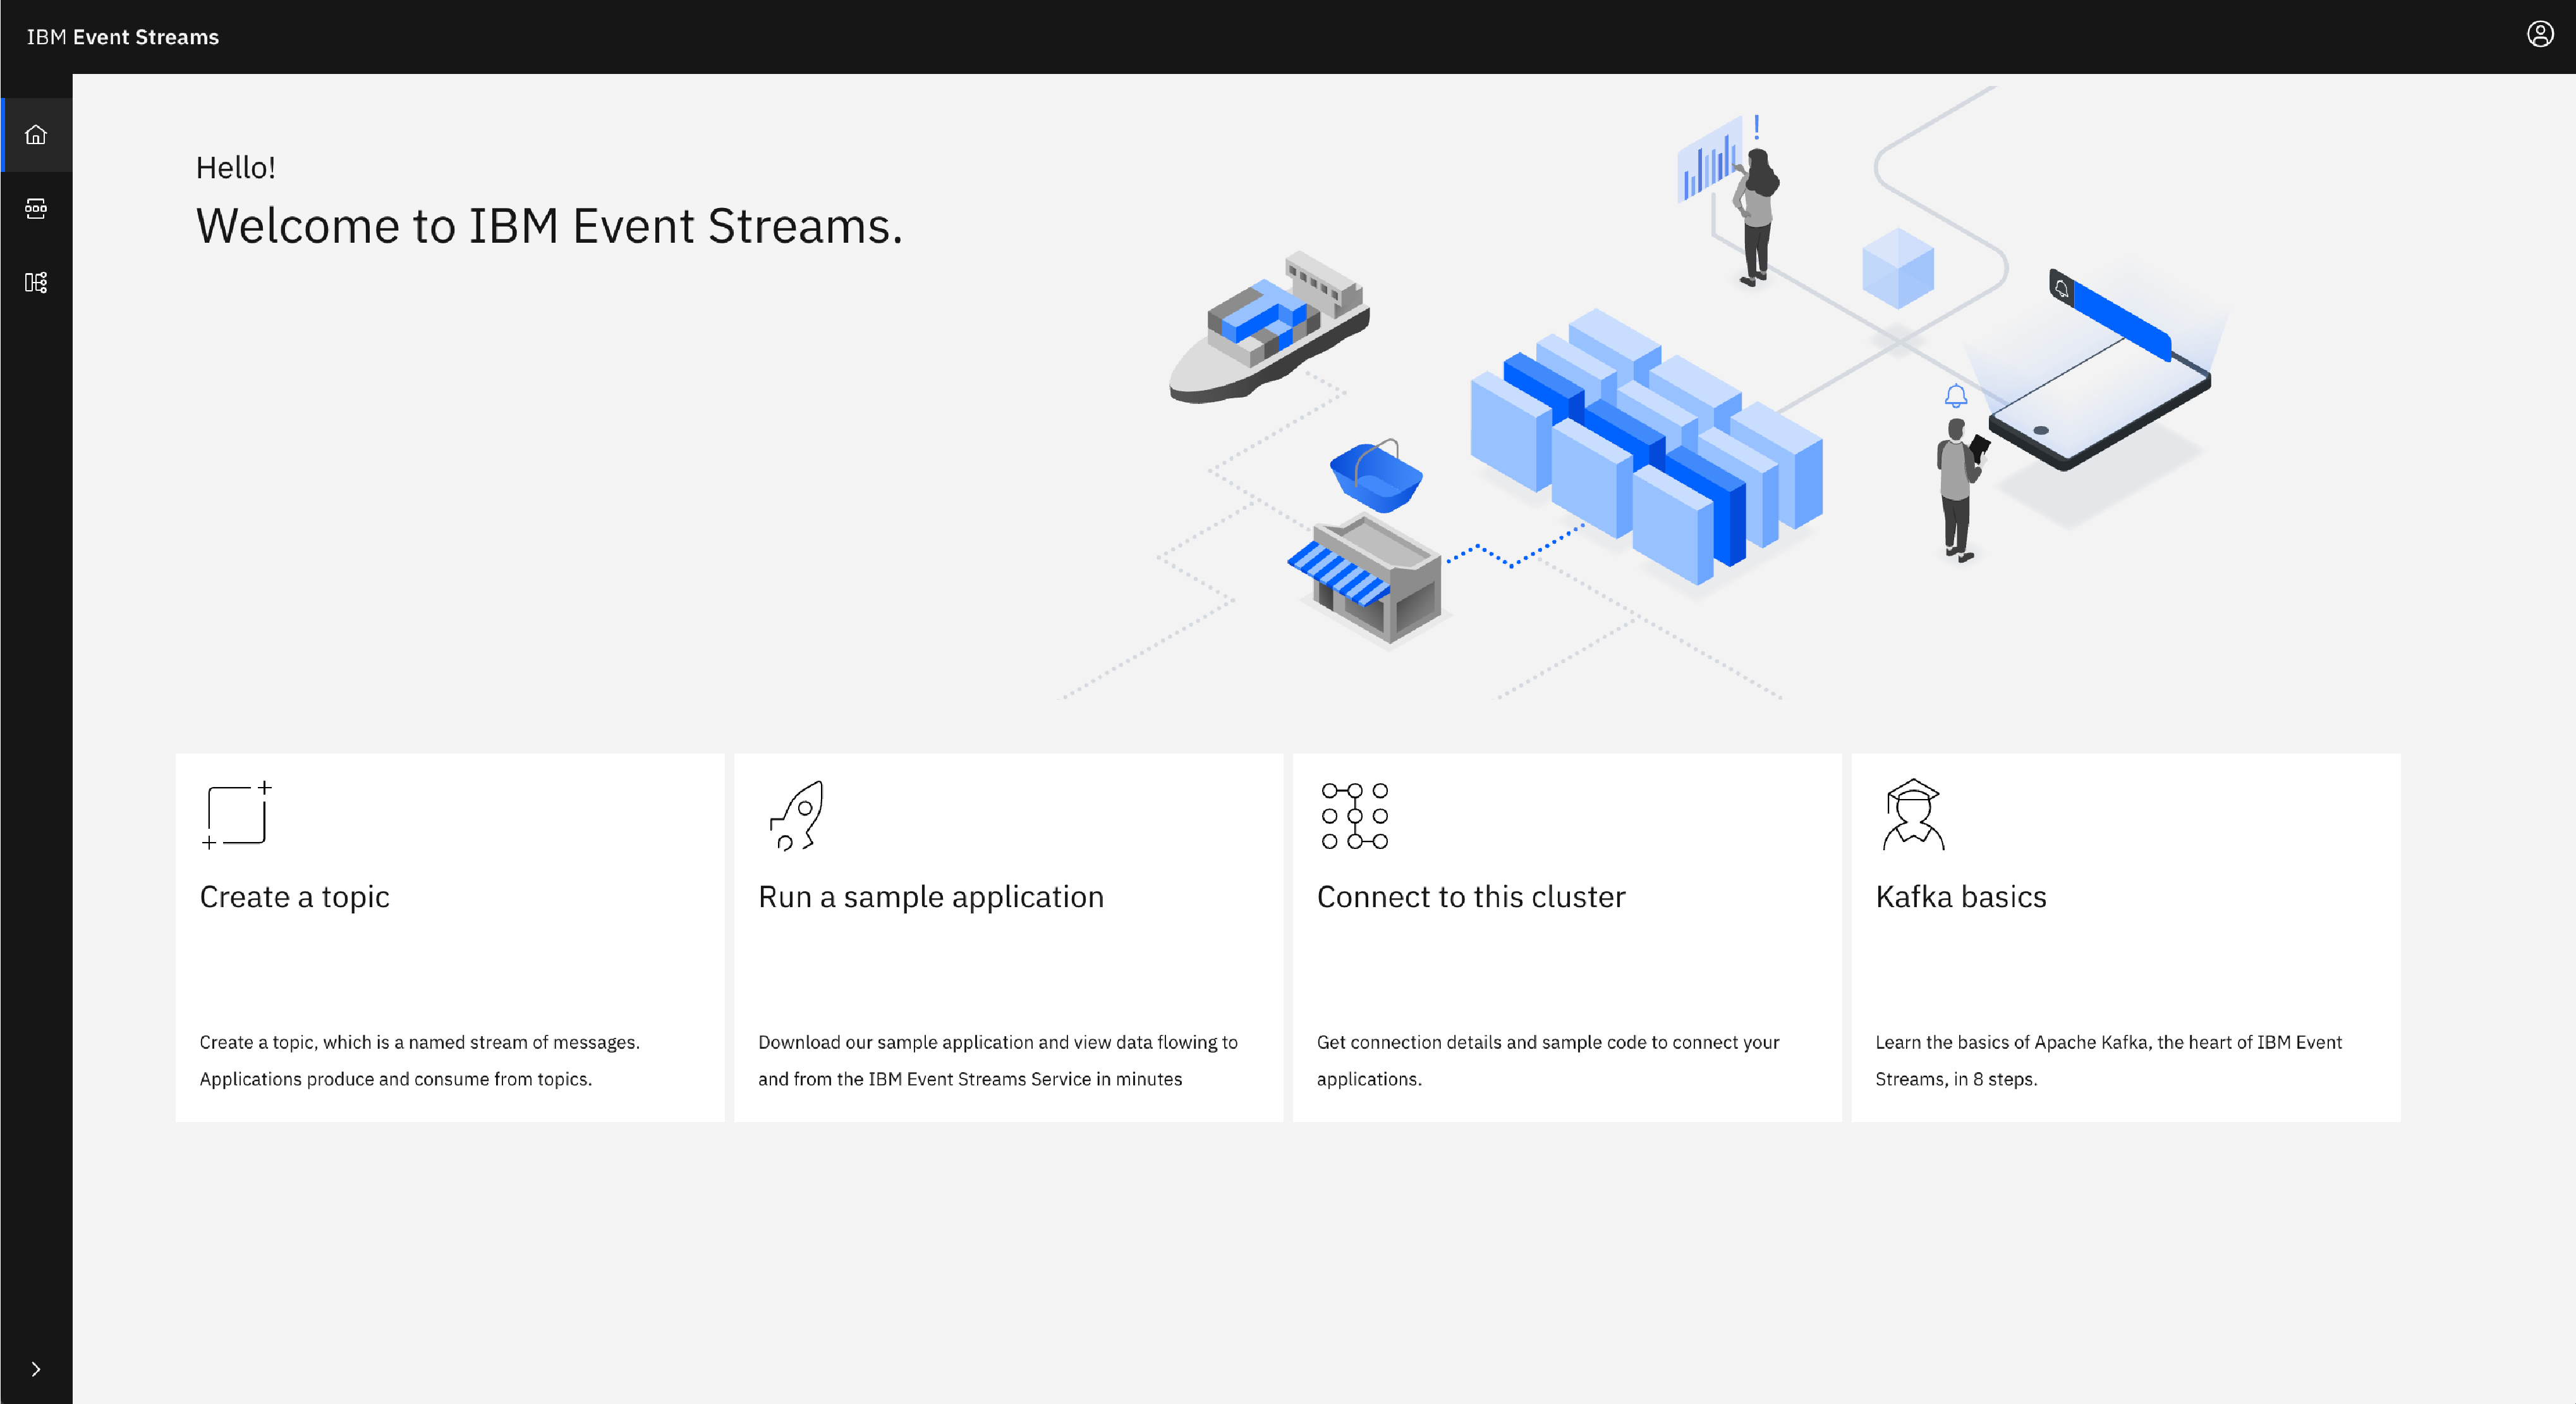 IBM Event Streams
Hello!
Welcome to IBM Event Streams.
Create a topic
Create a topic, which is a named stream of messages.
Applications produce and consume from topics.
Run a sample application
Download our sample application and view data flowing to
and from the IBM Event Streams Service in minutes
Connect to this cluster
Get connection details and sample code to connect your
applications.
Kafka basics
Learn the basics of Apache Kafka, the heart of IBM Event
Streams, in 8 steps.